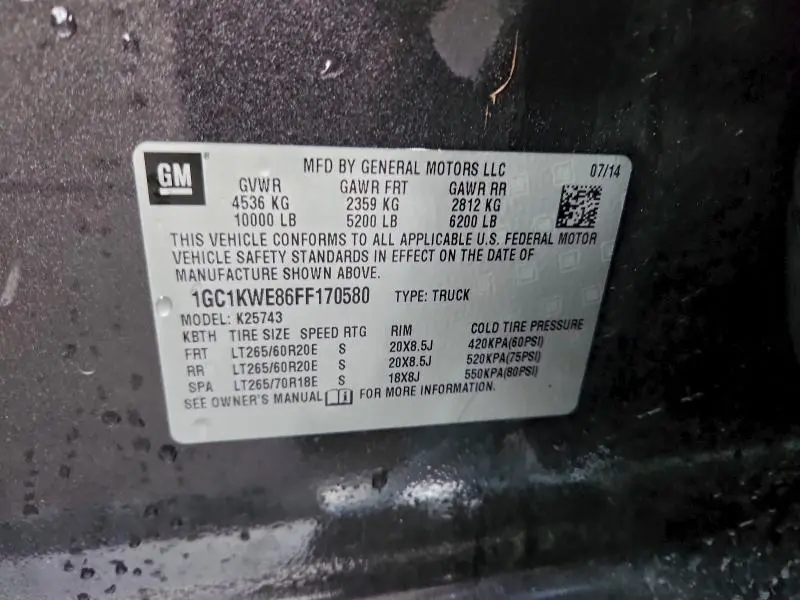 GM
MFD BY GENERAL MOTORS LLC 07/14
GVWR GAWR FRT GAWR RR
4536 KG 2359 KG 2812 KG
10000 LB 5200 LB 6200 LB
THIS VEHICLE CONFORMS TO ALL APPLICABLE U.S. FEDERAL MOTOR
VEHICLE SAFETY STANDARDS IN EFFECT ON THE DATE OF
MANUFACTURE SHOWN ABOVE.
1GC1KWE86FF170580 TYPE: TRUCK
MODEL: K25743
KBTH TIRE SIZE SPEED RTG RIM COLD TIRE PRESSURE
FRT LT265/60R20E S 20X8.5J 420KPA(60PSI)
RR LT265/60R20E S 20X8.5J 520KPA(75PSI)
SPA LT265/70R18E S 18X8J 550KPA(80PSI)
SEE OWNER'S MANUAL FOR MORE INFORMATION.